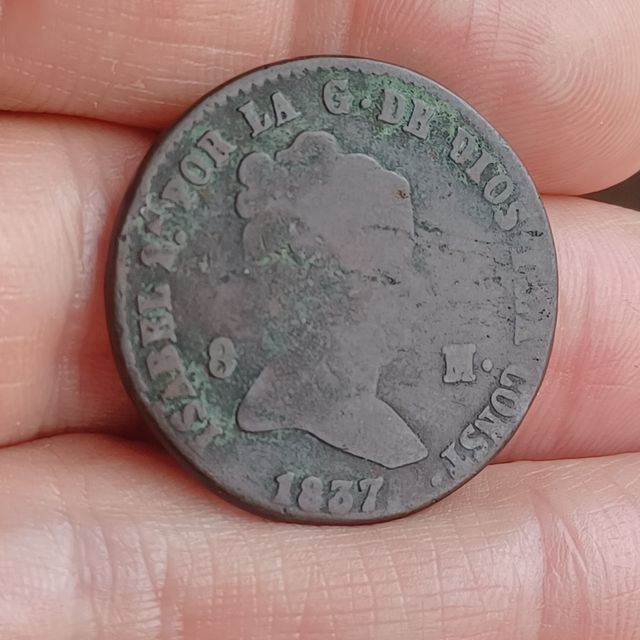 ISABEL 2ª POR LA G. DE DIOS Y LA CONST.
8 M.
1837